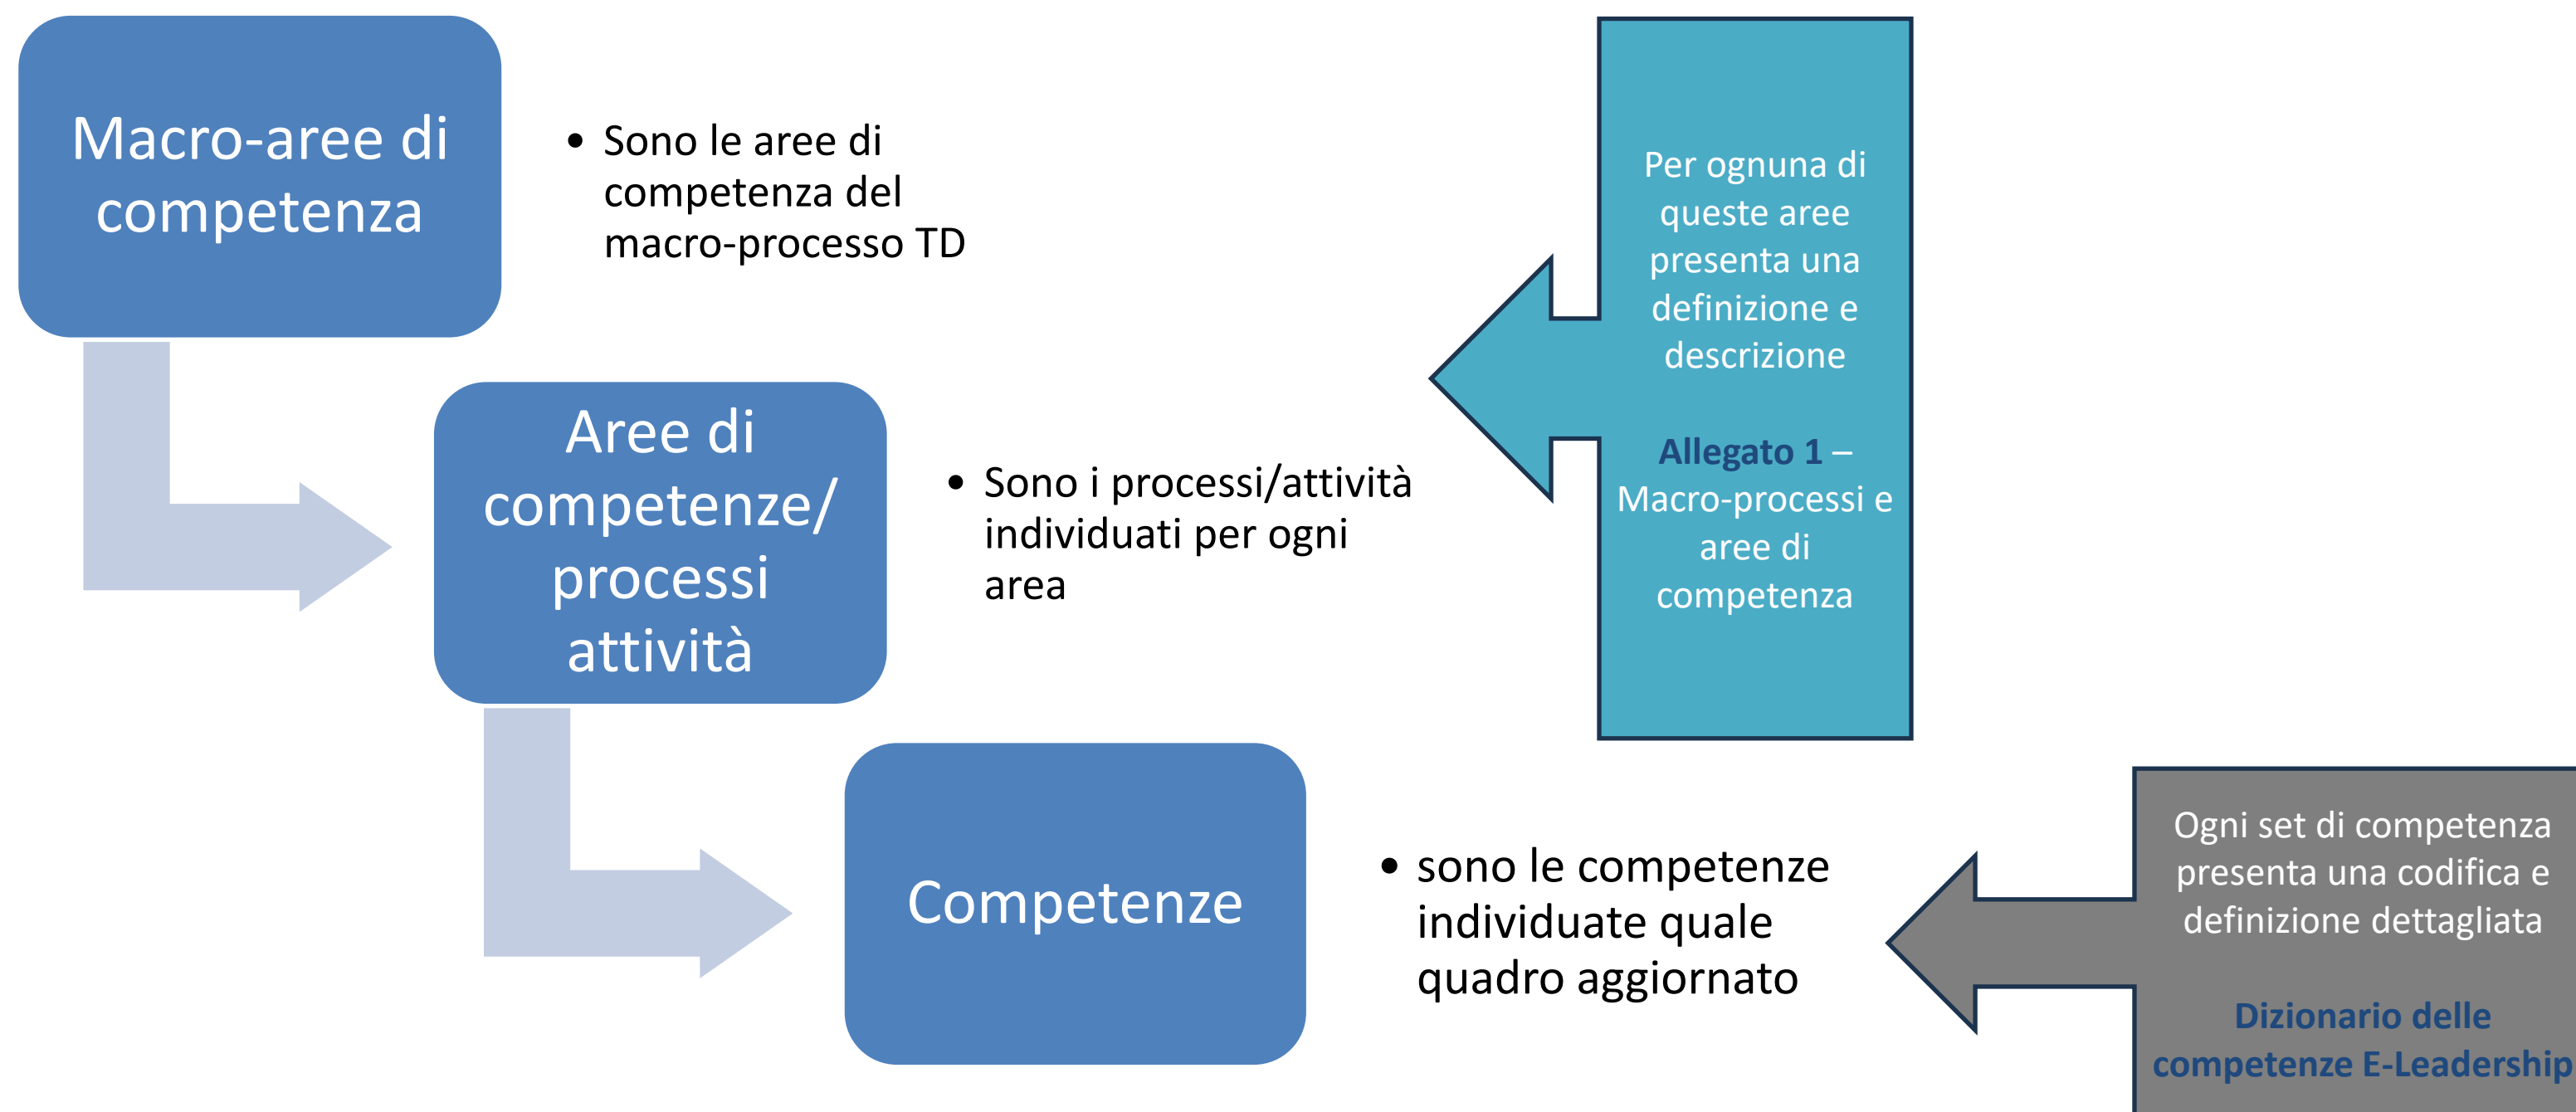 Macro-aree di
competenza
• Sono le aree di
competenza del
macro-processo TD
Per ognuna di
queste aree
presenta una
definizione e
descrizione
Allegato 1 –
Macro-processi e
aree di
competenza
Aree di
competenze/
processi
attività
• Sono i processi/attività
individuati per ogni
area
Competenze
• sono le competenze
individuate quale
quadro aggiornato
Ogni set di competenza
presenta una codifica e
definizione dettagliata
Dizionario delle
competenze E-Leadership